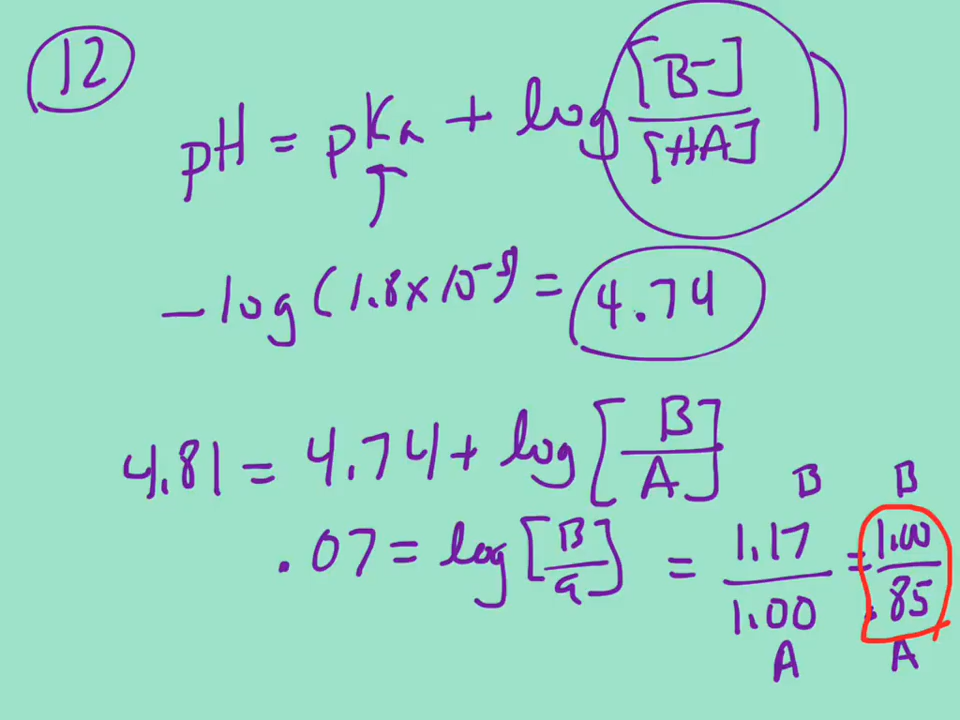 12
pH = pKa + log [B-]/[HA]
-log(1.8x10-5) = 4.74
4.81 = 4.74 + log [B/A]
B B
.07 = log [B/a] = 1.17/1.00 = 1.00/.85
A A